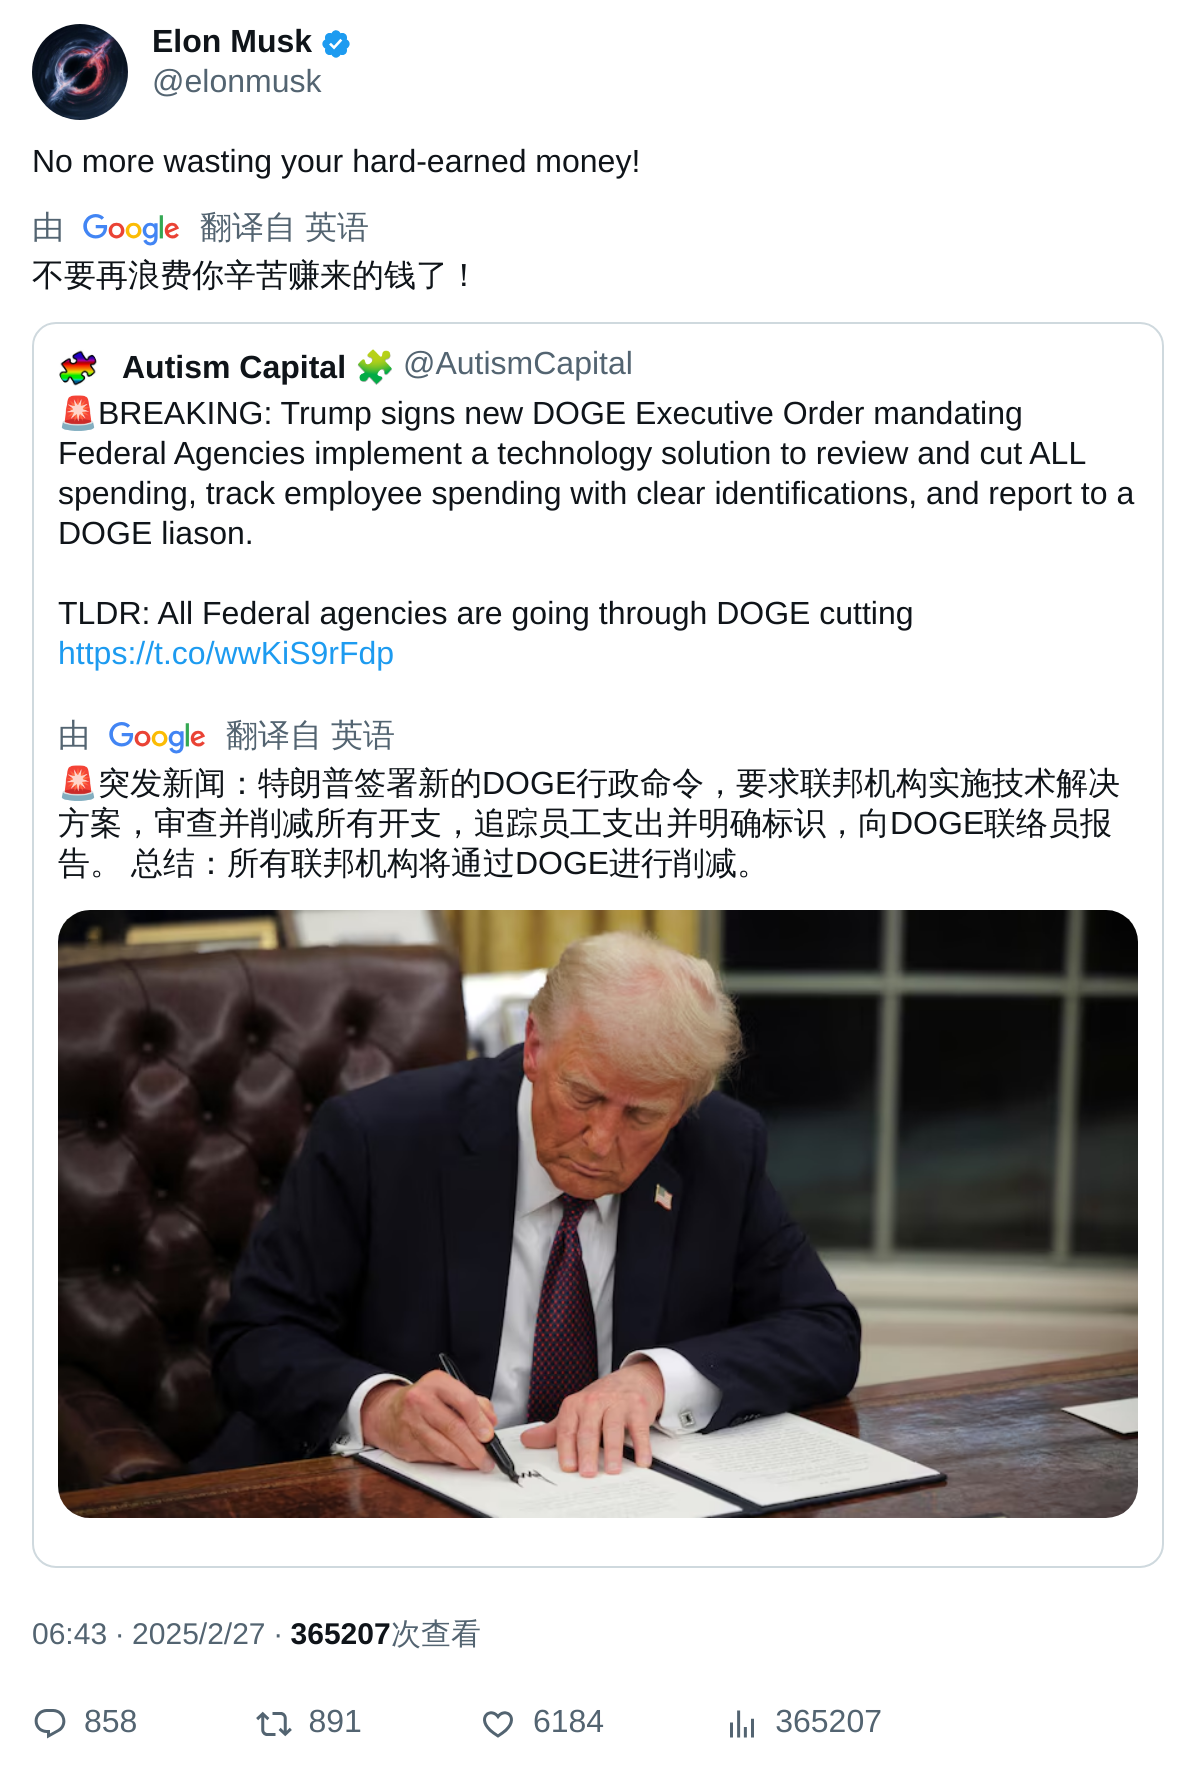 Elon Musk
@elonmusk
No more wasting your hard-earned money!
由 Google 翻译自 英语
不要再浪费你辛苦赚来的钱了！
Autism Capital 🧩 @AutismCapital
🚨BREAKING: Trump signs new DOGE Executive Order mandating
Federal Agencies implement a technology solution to review and cut ALL
spending, track employee spending with clear identifications, and report to a
DOGE liason.
TLDR: All Federal agencies are going through DOGE cutting
https://t.co/wwKiS9rFdp
由 Google 翻译自 英语
🚨突发新闻：特朗普签署新的DOGE行政命令，要求联邦机构实施技术解决
方案，审查并削减所有开支，追踪员工支出并明确标识，向DOGE联络员报
告。 总结：所有联邦机构将通过DOGE进行削减。
06:43 · 2025/2/27 · 365207次查看
858 891 6184 365207